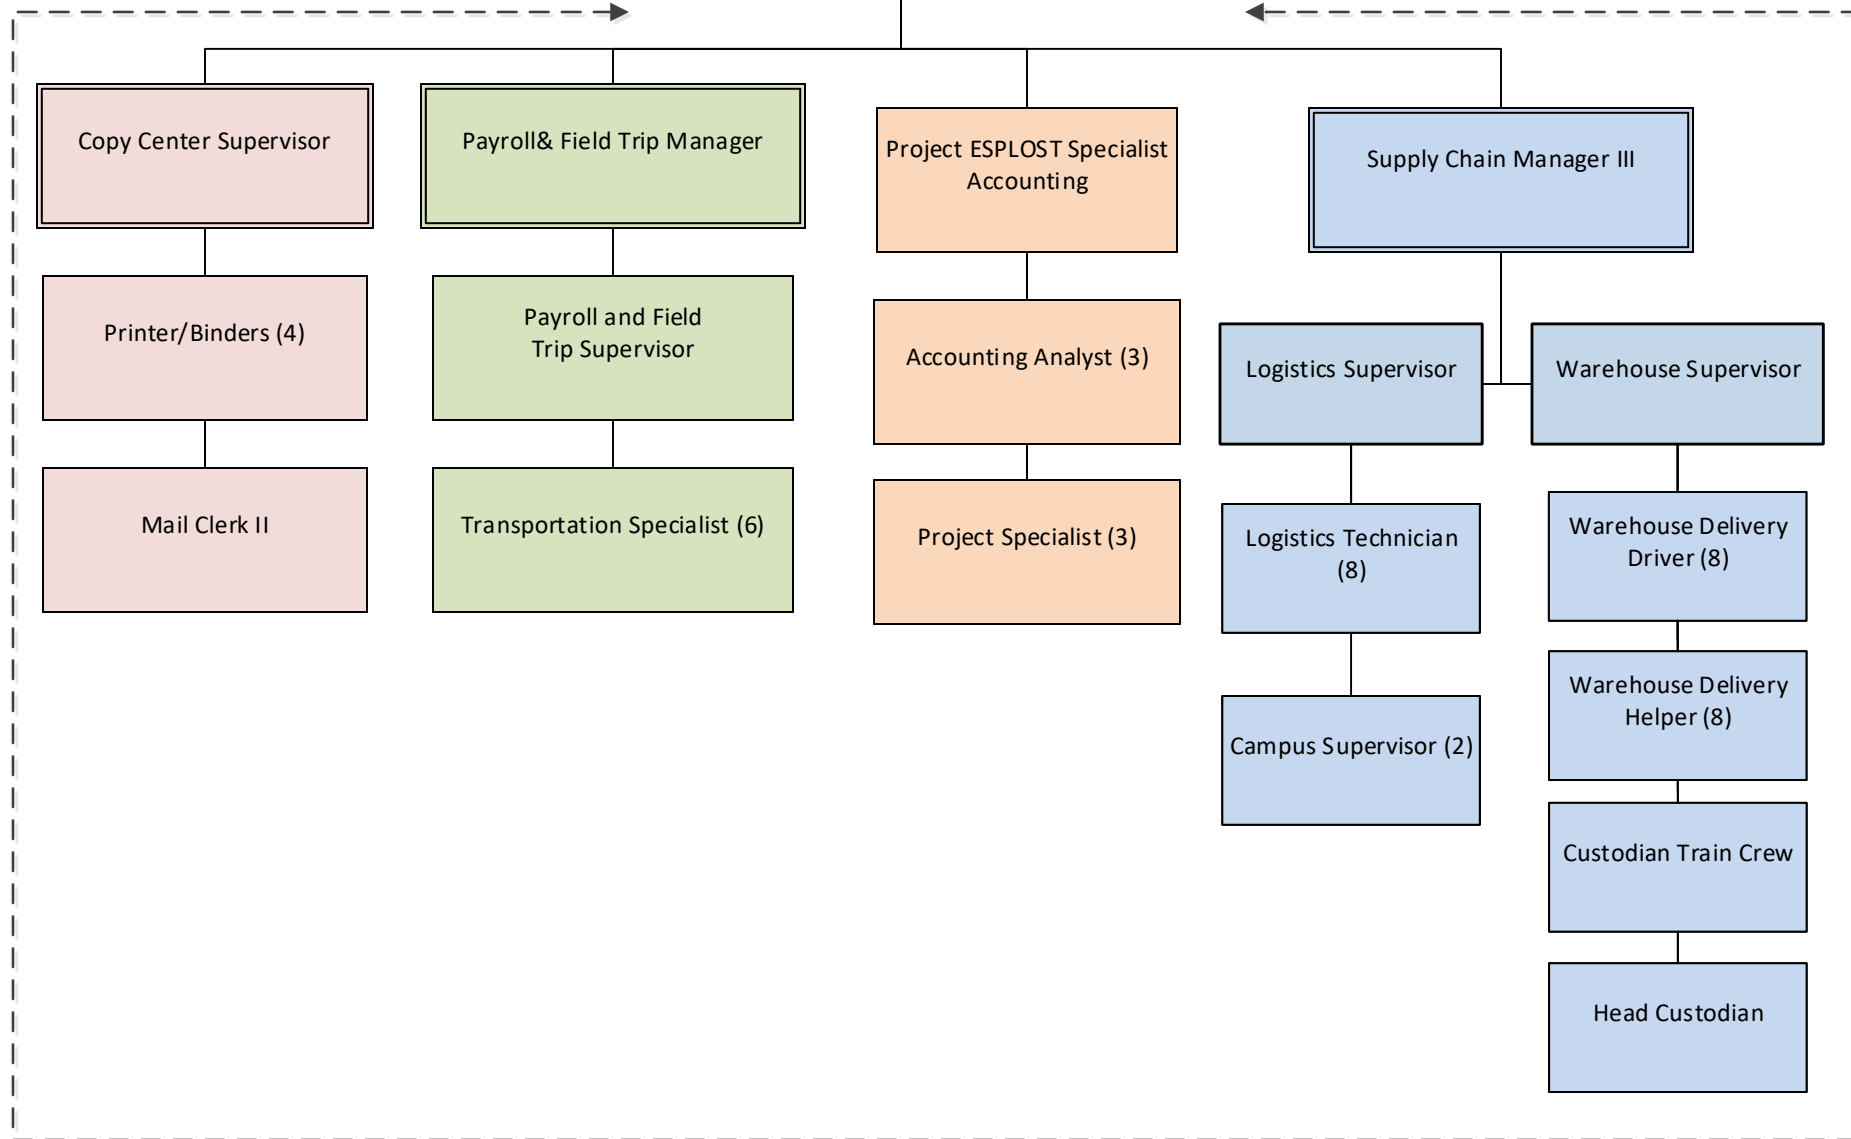 Copy Center Supervisor
Payroll& Field Trip Manager
Project ESPLOST Specialist
Accounting
Supply Chain Manager III
Printer/Binders (4)
Payroll and Field
Trip Supervisor
Accounting Analyst (3)
Logistics Supervisor
Warehouse Supervisor
Mail Clerk II
Transportation Specialist (6)
Project Specialist (3)
Logistics Technician
(8)
Warehouse Delivery
Driver (8)
Warehouse Delivery
Helper (8)
Campus Supervisor (2)
Custodian Train Crew
Head Custodian